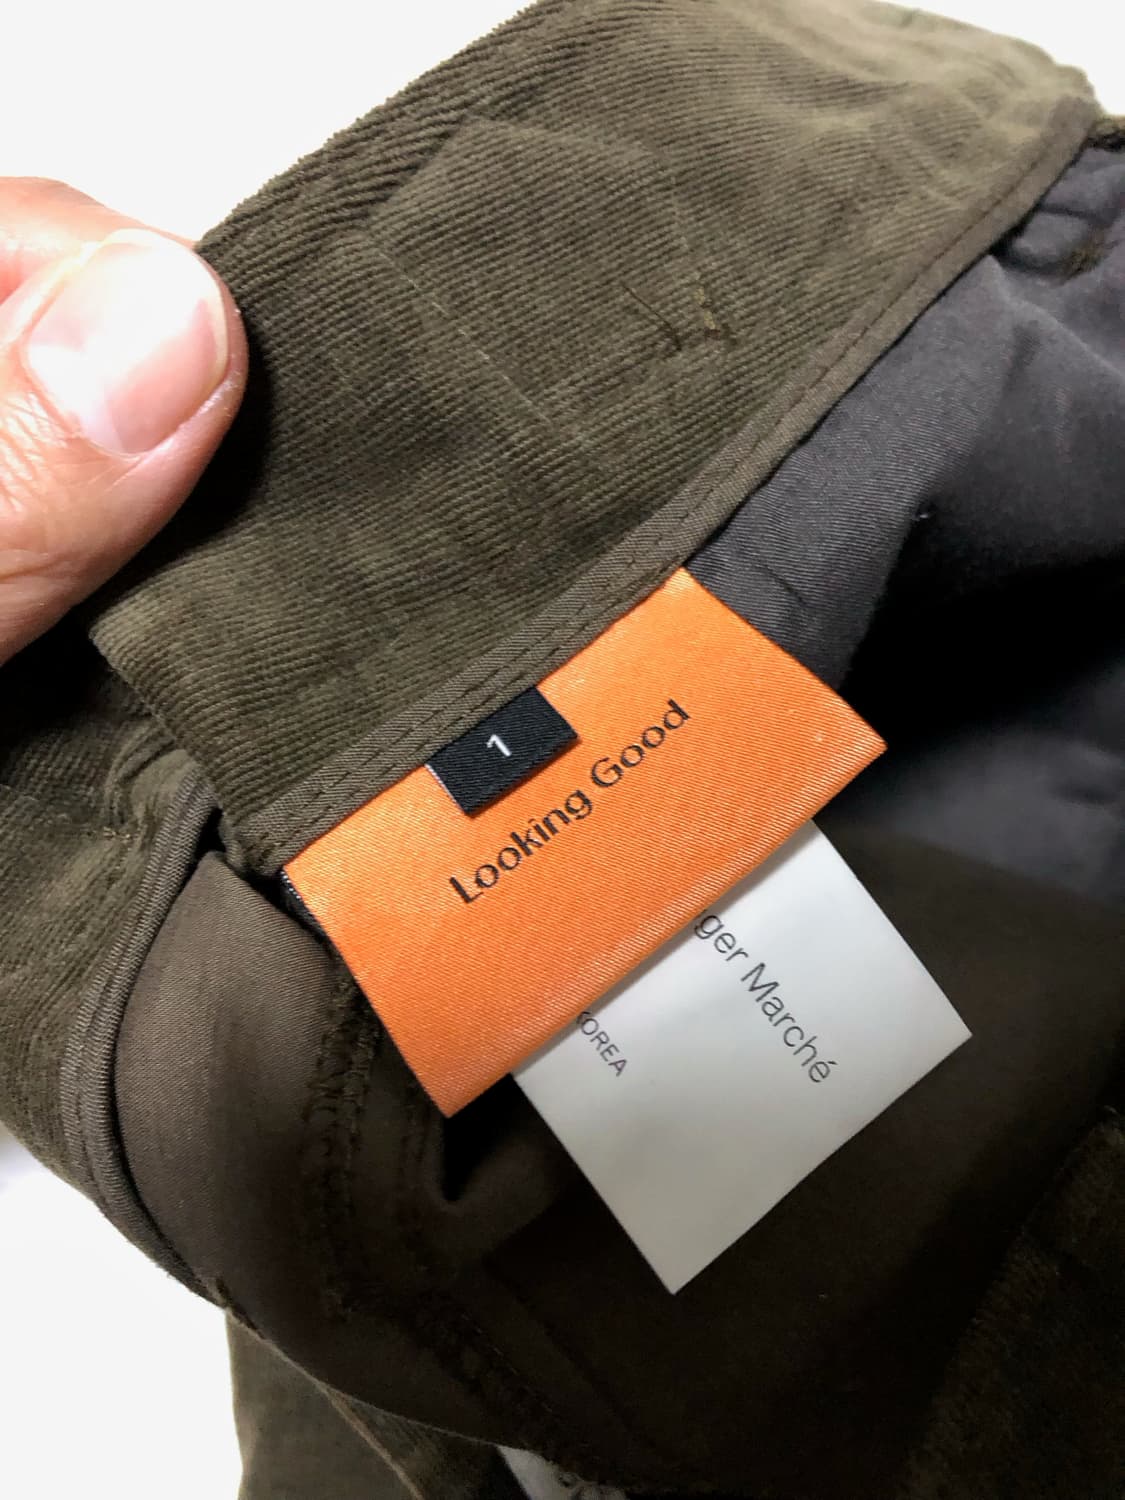 1
Looking Good
ger Marché
KOREA